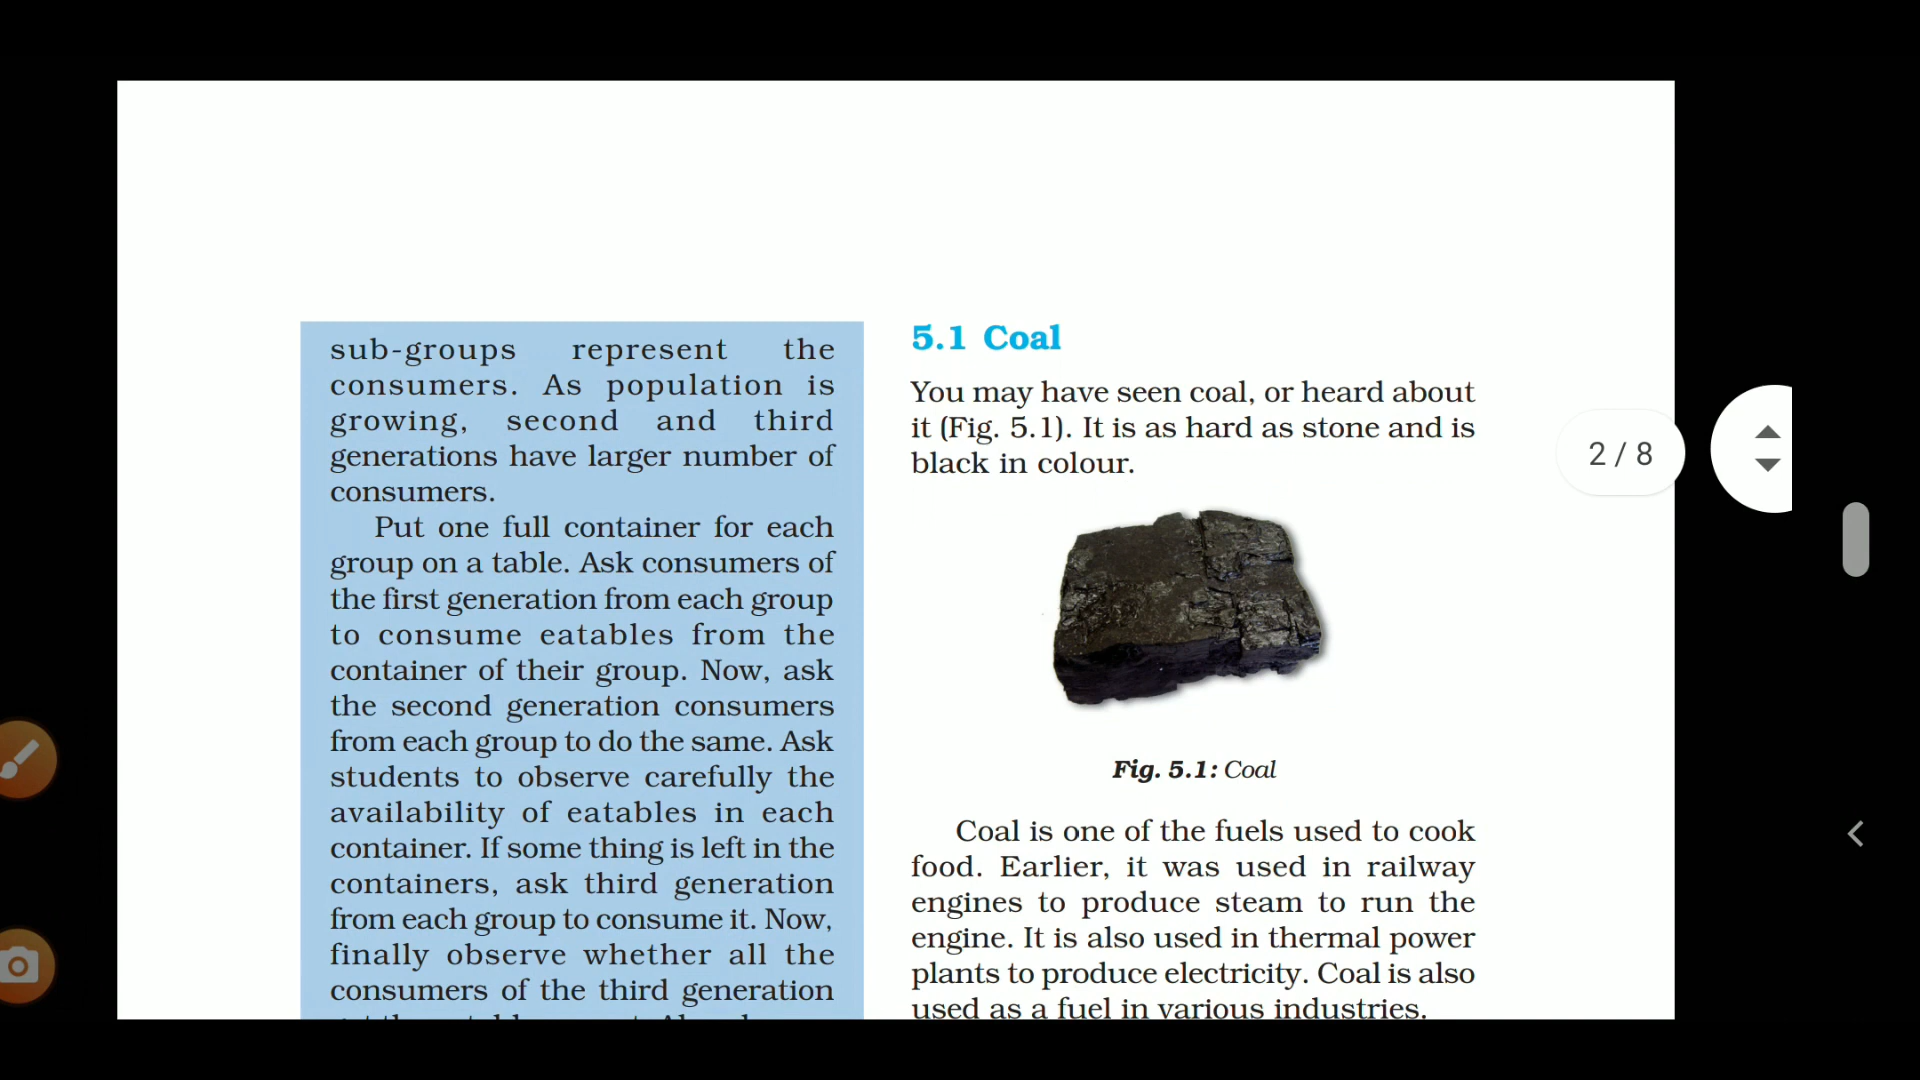 sub-groups represent the
consumers. As population is
growing, second and third
generations have larger number of
consumers.
Put one full container for each
group on a table. Ask consumers of
the first generation from each group
to consume eatables from the
container of their group. Now, ask
the second generation consumers
from each group to do the same. Ask
students to observe carefully the
availability of eatables in each
container. If some thing is left in the
containers, ask third generation
from each group to consume it. Now,
finally observe whether all the
consumers of the third generation
5.1 Coal
You may have seen coal, or heard about
it (Fig. 5.1). It is as hard as stone and is
black in colour.
Fig. 5.1: Coal
Coal is one of the fuels used to cook
food. Earlier, it was used in railway
engines to produce steam to run the
engine. It is also used in thermal power
plants to produce electricity. Coal is also
used as a fuel in various industries.
2 / 8